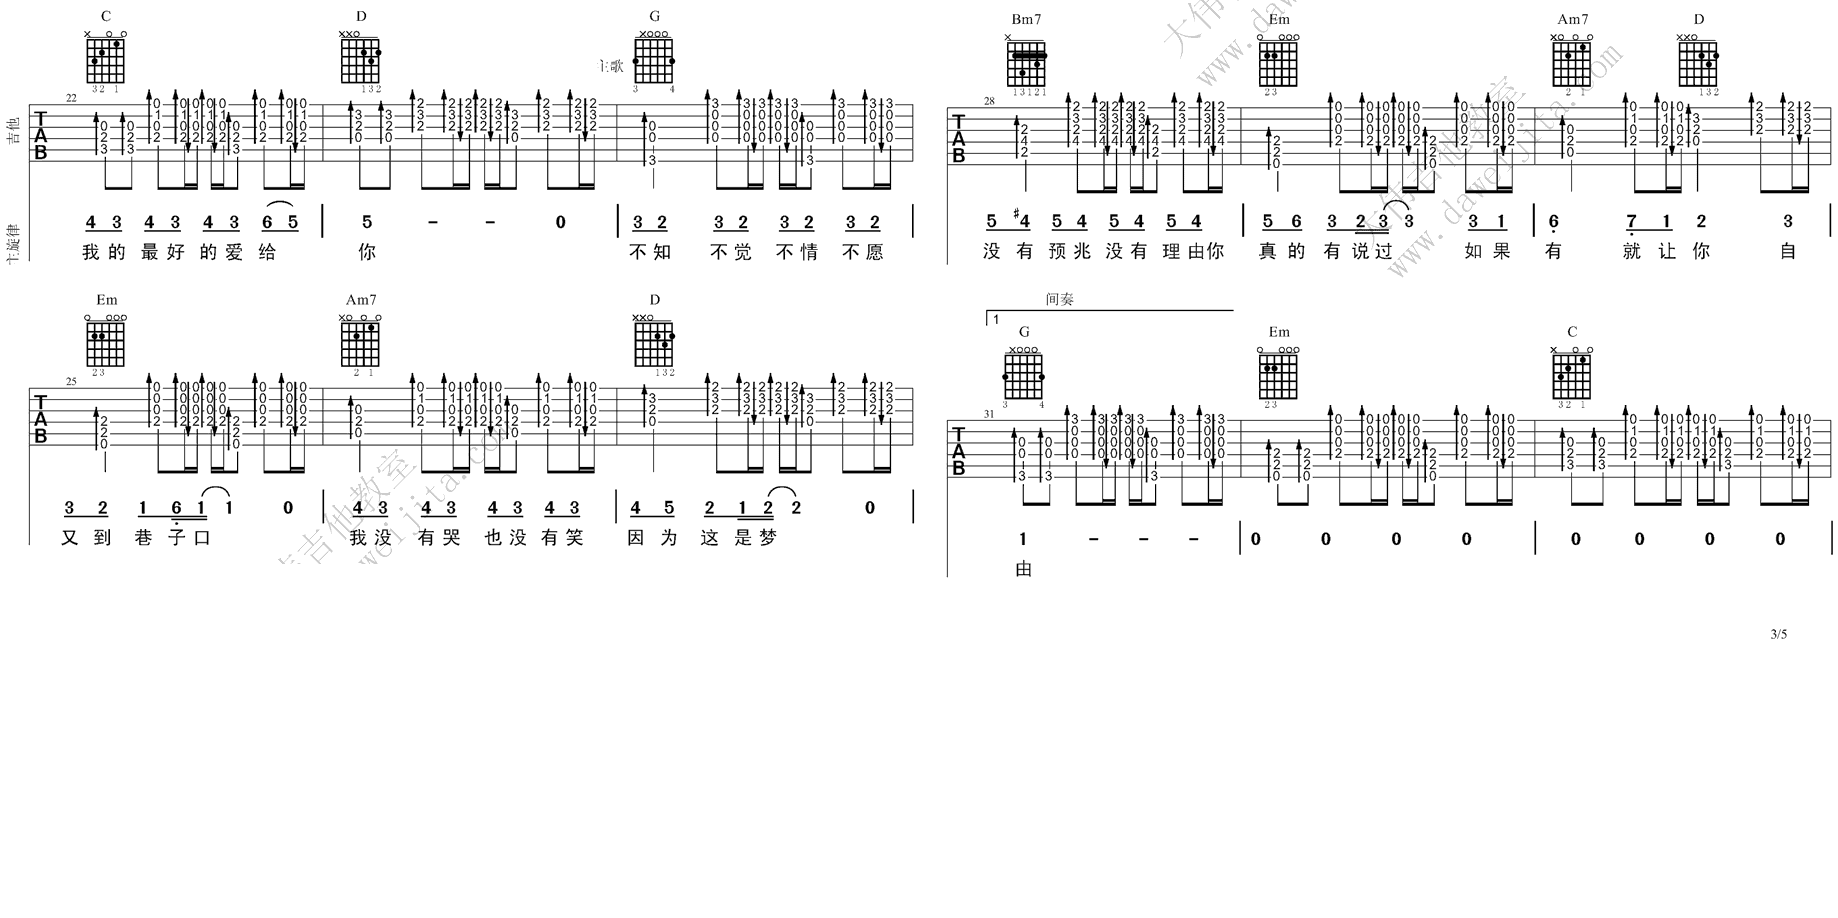 C D G
主歌
22
吉他
TAB
主旋律
4 3 4 3 4 3 6 5 | 5 - - 0 | 3 2 3 2 3 2 3 2 |
我的 最好 的爱给 你 不知 不觉 不情 不愿
Em Am7 D
25
TAB
3 2 1 6 1 1 0 | 4 3 4 3 4 3 4 3 | 4 5 2 1 2 2 0 |
又到 巷子口 我没 有哭 也没 有笑 因为 这是梦
Bm7 Em Am7 D
28
TAB
5 #4 5 4 5 4 5 4 | 5 6 3 2 3 3 3 1 | 6 7 1 2 3
没有 预兆 没有 理由你 真的 有说过 如果 有 就让你 自
间奏
1
G Em C
31
TAB
1 - - - | 0 0 0 0 | 0 0 0 0 |
由
3/5
大伟吉他教室
www.daweijita.com